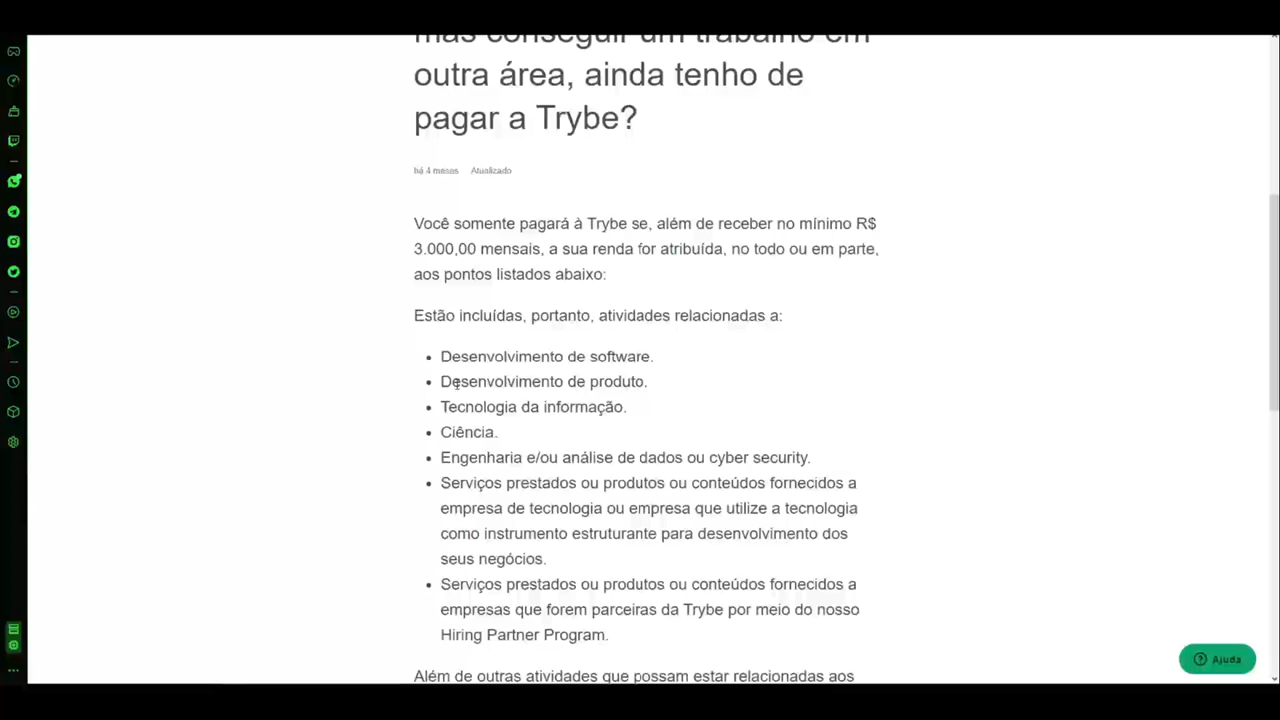 mas conseguir um trabalho em
outra área, ainda tenho de
pagar a Trybe?
há 4 meses Atualizado
Você somente pagará à Trybe se, além de receber no mínimo R$
3.000,00 mensais, a sua renda for atribuída, no todo ou em parte,
aos pontos listados abaixo:
Estão incluídas, portanto, atividades relacionadas a:
Desenvolvimento de software.
Desenvolvimento de produto.
Tecnologia da informação.
Ciência.
Engenharia e/ou análise de dados ou cyber security.
Serviços prestados ou produtos ou conteúdos fornecidos a
empresa de tecnologia ou empresa que utilize a tecnologia
como instrumento estruturante para desenvolvimento dos
seus negócios.
Serviços prestados ou produtos ou conteúdos fornecidos a
empresas que forem parceiras da Trybe por meio do nosso
Hiring Partner Program.
Além de outras atividades que possam estar relacionadas aos
Ajuda